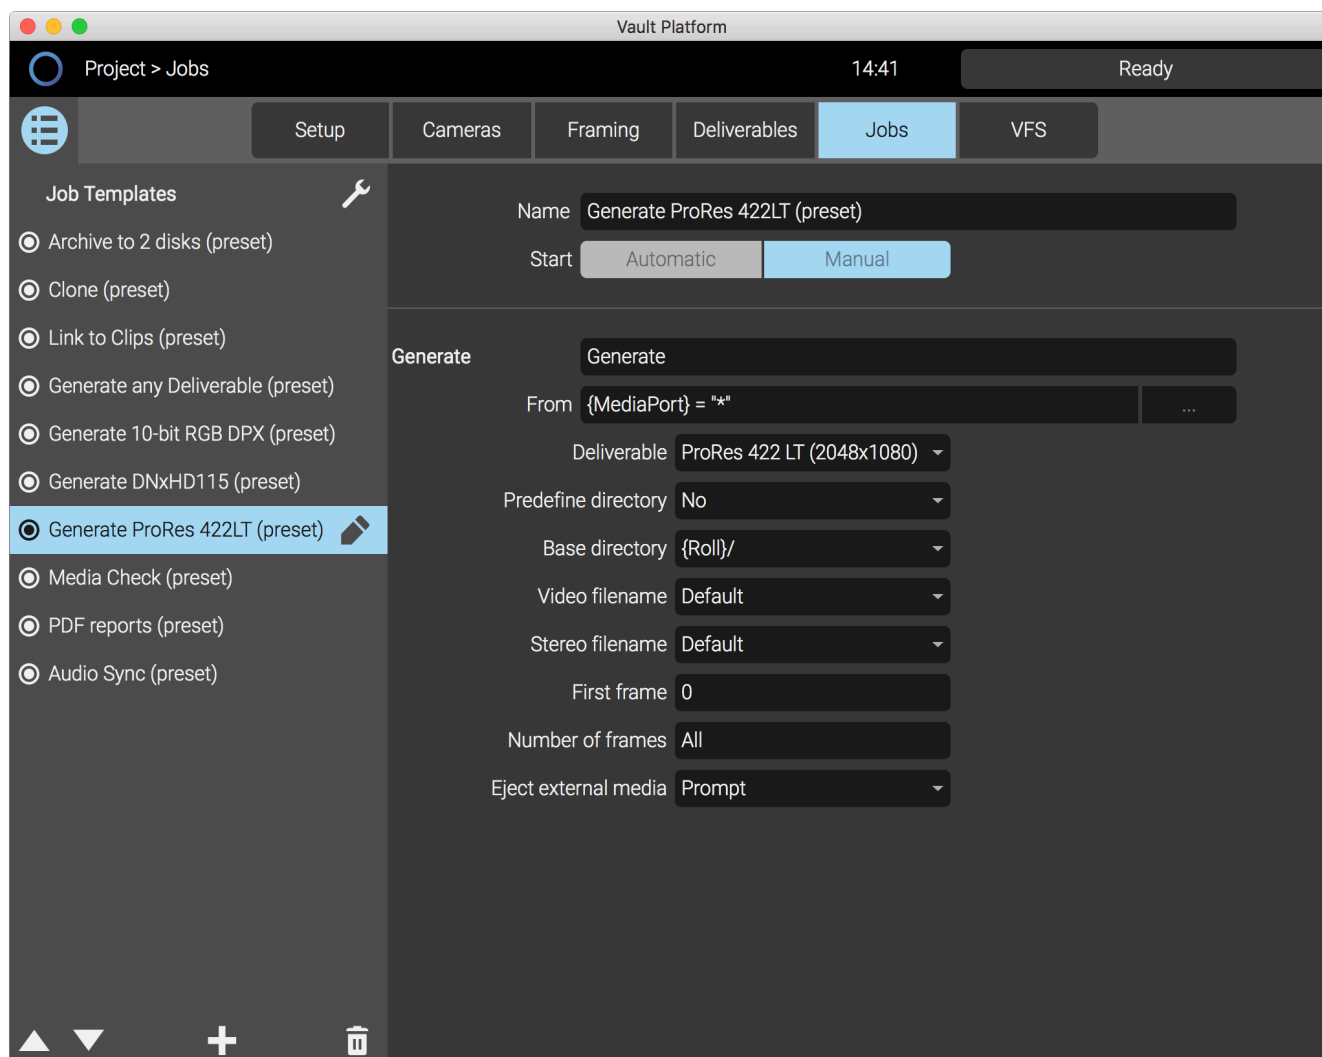 Vault Platform
Project > Jobs
14:41
Ready
Setup
Cameras
Framing
Deliverables
Jobs
VFS
Job Templates
Archive to 2 disks (preset)
Clone (preset)
Link to Clips (preset)
Generate any Deliverable (preset)
Generate 10-bit RGB DPX (preset)
Generate DNxHD115 (preset)
Generate ProRes 422LT (preset)
Media Check (preset)
PDF reports (preset)
Audio Sync (preset)
Name Generate ProRes 422LT (preset)
Start Automatic Manual
Generate Generate
From {MediaPort} = "*" ...
Deliverable ProRes 422 LT (2048x1080)
Predefine directory No
Base directory {Roll}/
Video filename Default
Stereo filename Default
First frame 0
Number of frames All
Eject external media Prompt